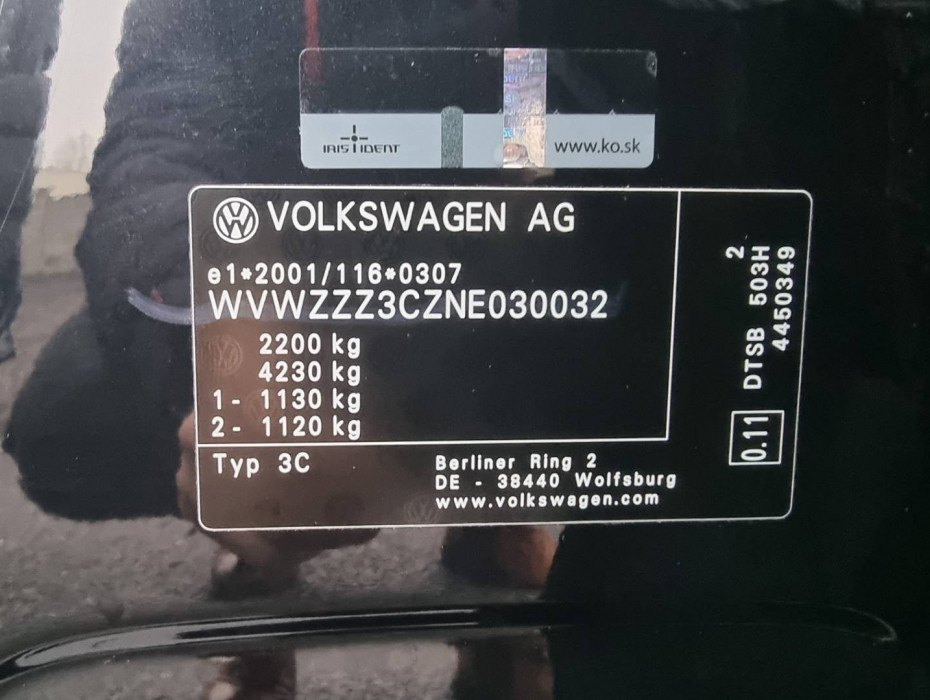 IRIS IDENT
www.ko.sk
VOLKSWAGEN AG
e1*2001/116*0307
WVWZZZ3CZNE030032
2200 kg
4230 kg
1- 1130 kg
2- 1120 kg
Typ 3C
Berliner Ring 2
DE - 38440 Wolfsburg
www.volkswagen.com
0.11
DTSB 503H 2
4450349